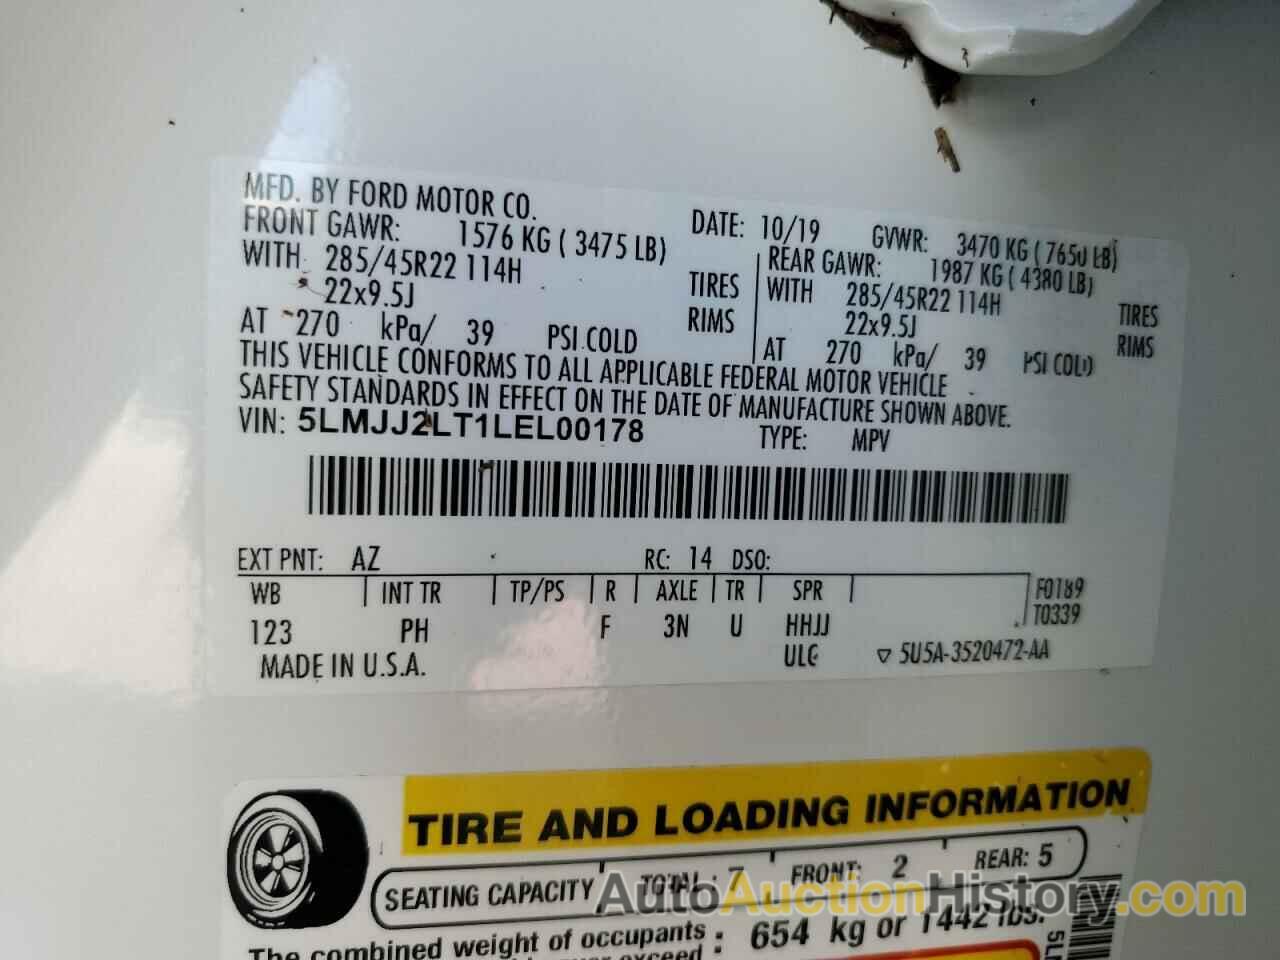 MFD. BY FORD MOTOR CO.
DATE: 10/19 GVWR: 3470 KG ( 7650 LB)
FRONT GAWR: 1576 KG ( 3475 LB) REAR GAWR: 1987 KG ( 4380 LB)
WITH 285/45R22 114H TIRES WITH 285/45R22 114H TIRES
22x9.5J RIMS 22x9.5J RIMS
AT 270 kPa/ 39 PSI COLD AT 270 kPa/ 39 PSI COLD
THIS VEHICLE CONFORMS TO ALL APPLICABLE FEDERAL MOTOR VEHICLE
SAFETY STANDARDS IN EFFECT ON THE DATE OF MANUFACTURE SHOWN ABOVE.
VIN: 5LMJJ2LT1LEL00178 TYPE: MPV
EXT PNT: AZ RC: 14 DSO:
WB INT TR TP/PS R AXLE TR SPR F0189
T0339
123 PH F 3N U HHJJ
MADE IN U.S.A. ULC 5U5A-3520472-AA
TIRE AND LOADING INFORMATION
SEATING CAPACITY TOTAL: 7 FRONT: 2 REAR: 5
The combined weight of occupants : 654 kg or 1442 lbs.
exceed
5L
AutoAuctionHistory.com